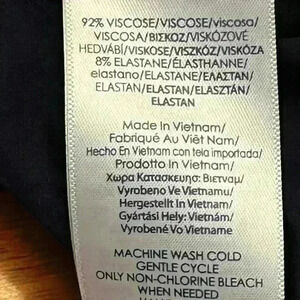 92% VISCOSE/VISCOSE/viscosa/
VISCOSA/ΒΙΣΚΟΖ/VISKÓZOVÉ
HEDVÁBÍ/VISKOSE/VISZKÓZ/VISKÓZA
8% ELASTANE/ÉLASTHANNE/
elastano/ELASTANE/ΕΛΑΣΤΑΝ/
ELASTAN/ELASTAN/ELASZTÁN/
ELASTAN
Made In Vietnam/
Fabriqué Au Viêt Nam/
Hecho En Vietnam con tela importada/
Prodotto In Vietnam/
Χωρα Κατασκευησ: Βιετναμ/
Vyrobeno Ve Vietnamu/
Hergestellt In Vietnam/
Gyártási Hely: Vietnám/
Vyrobené Vo Vietname
MACHINE WASH COLD
GENTLE CYCLE
ONLY NON-CHLORINE BLEACH
WHEN NEEDED